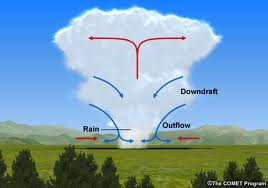 Downdraft
Rain
Outflow
©The COMET Program